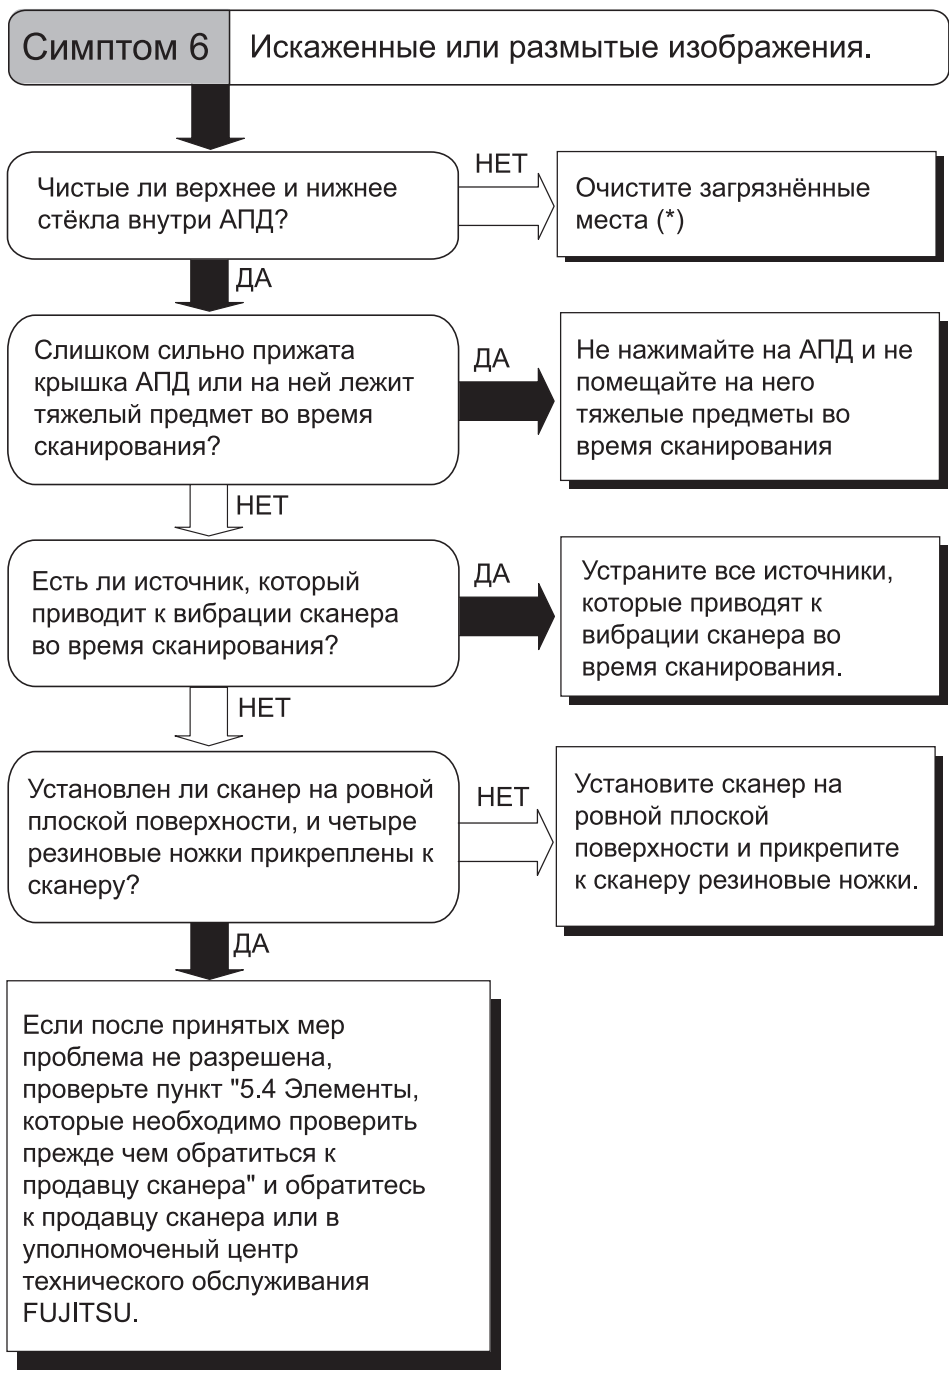 Симптом 6
Искаженные или размытые изображения.
Чистые ли верхнее и нижнее
стёкла внутри АПД?
НЕТ
Очистите загрязнённые
места (*)
ДА
Слишком сильно прижата
крышка АПД или на ней лежит
тяжелый предмет во время
сканирования?
ДА
Не нажимайте на АПД и не
помещайте на него
тяжелые предметы во
время сканирования
НЕТ
Есть ли источник, который
приводит к вибрации сканера
во время сканирования?
ДА
Устраните все источники,
которые приводят к
вибрации сканера во
время сканирования.
НЕТ
Установлен ли сканер на ровной
плоской поверхности, и четыре
резиновые ножки прикреплены к
сканеру?
НЕТ
Установите сканер на
ровной плоской
поверхности и прикрепите
к сканеру резиновые ножки.
ДА
Если после принятых мер
проблема не разрешена,
проверьте пункт "5.4 Элементы,
которые необходимо проверить
прежде чем обратиться к
продавцу сканера" и обратитесь
к продавцу сканера или в
уполномоченый центр
технического обслуживания
FUJITSU.